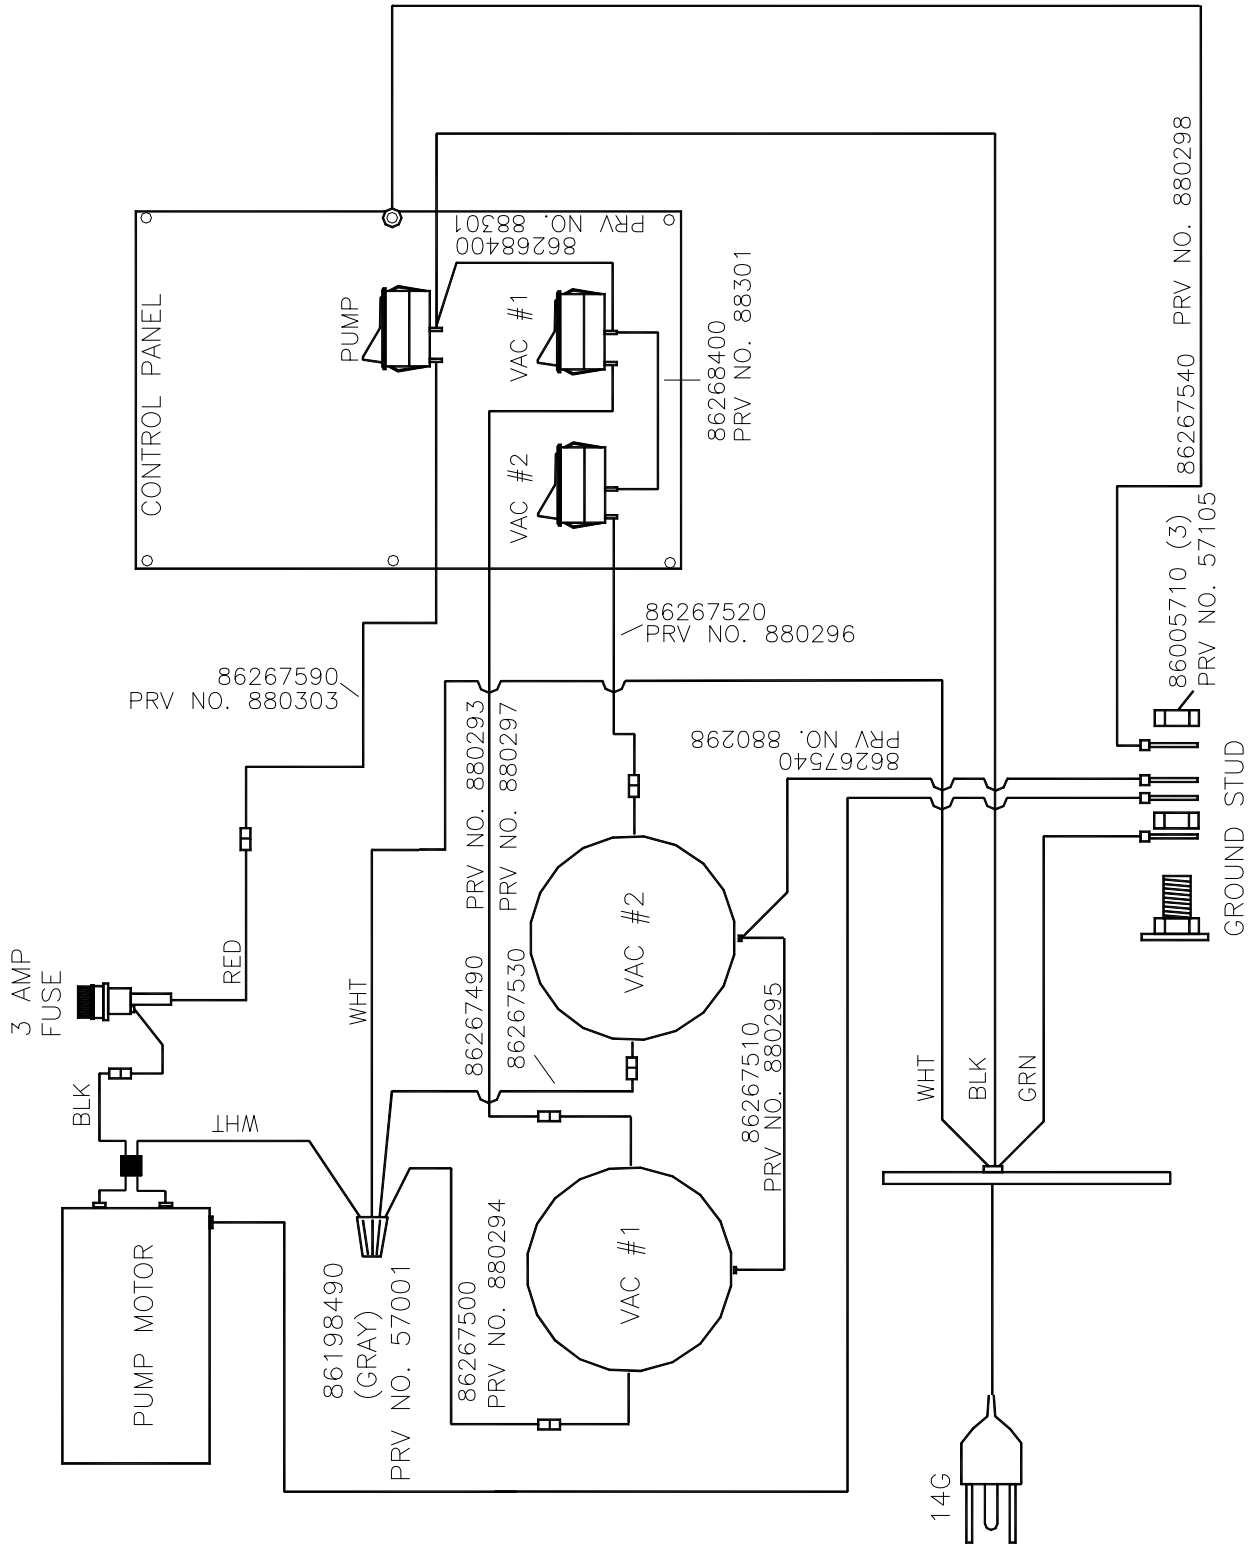 3 AMP
FUSE
BLK
RED
WHT
PUMP MOTOR
WHT
86198490
(GRAY)
PRV NO. 57001
86267500
PRV NO. 880294
VAC #1
VAC #2
86267490
PRV NO. 880293
86267530
PRV NO. 880297
86267510
PRV NO. 880295
86267540
PRV NO. 880298
86267590
PRV NO. 880303
86267520
PRV NO. 880296
CONTROL PANEL
PUMP
VAC #1
VAC #2
86268400
PRV NO. 88301
86268400
PRV NO. 88301
86267540 PRV NO. 880298
86005710 (3)
PRV NO. 57105
GROUND STUD
WHT
BLK
GRN
14G